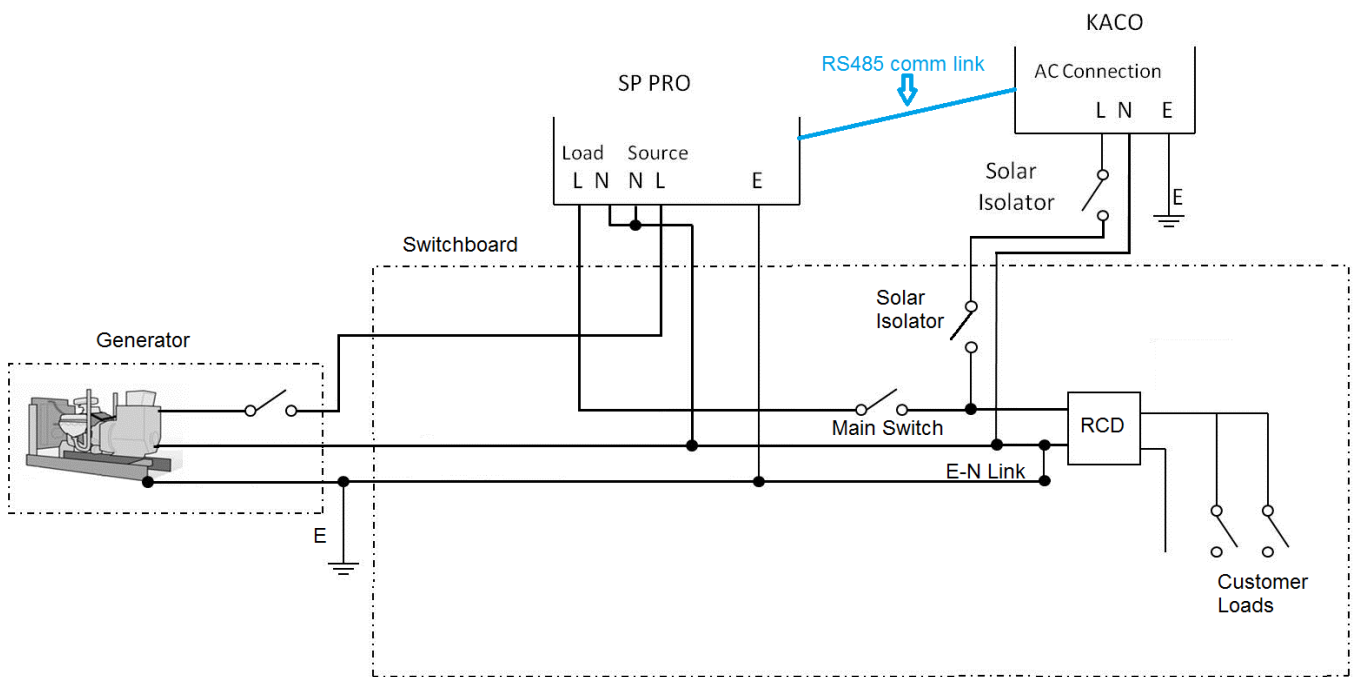 KACO
RS485 comm link
SP PRO
AC Connection
L N E
Load Source
L N N L E
Solar
Isolator
E
Switchboard
Solar
Isolator
Generator
RCD
Main Switch
E-N Link
E
Customer
Loads